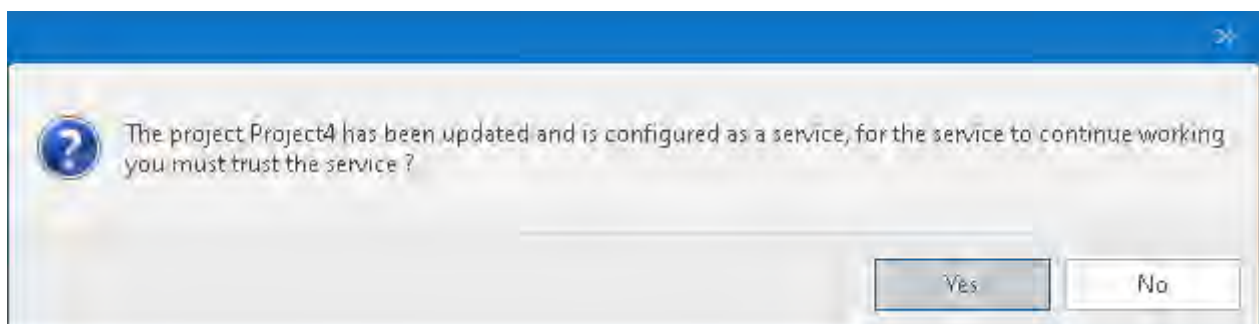 The project Project4 has been updated and is configured as a service, for the service to continue working
you must trust the service ?
Yes
No